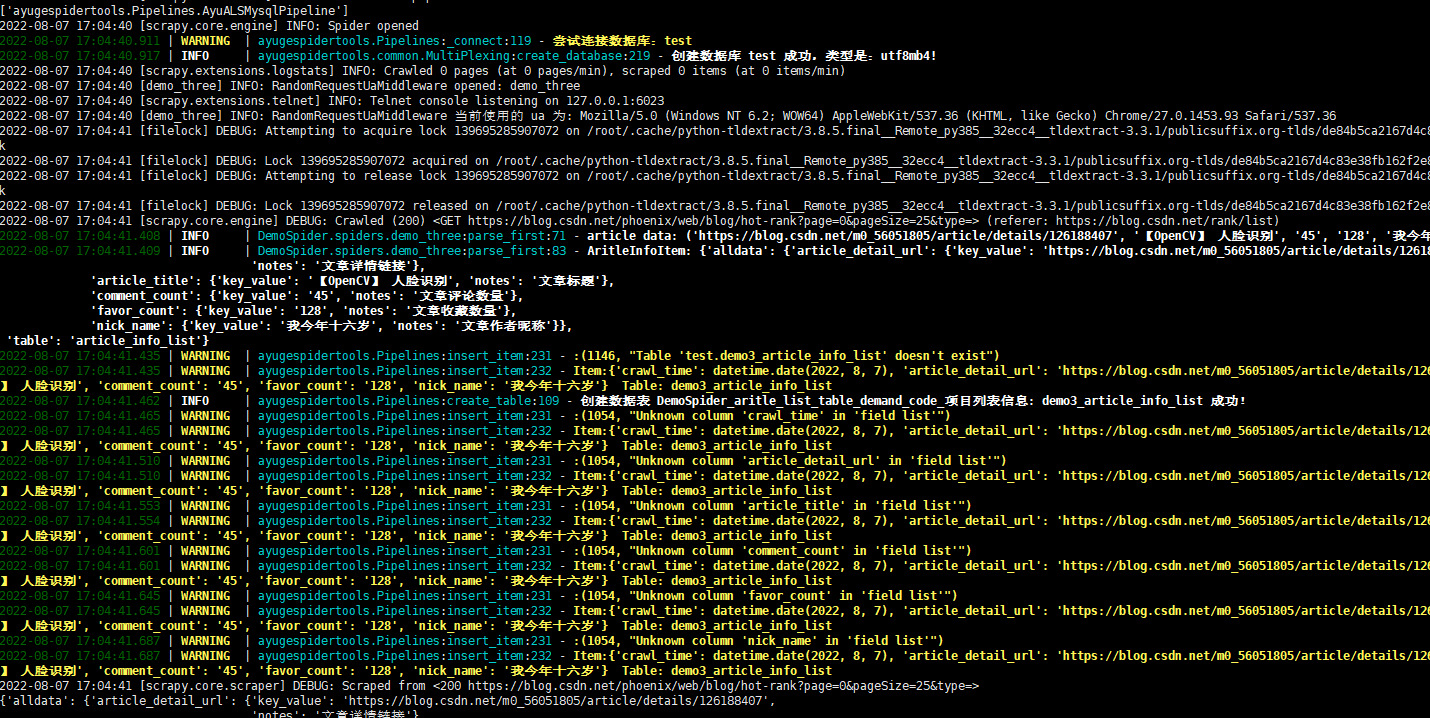 ['ayugespidertools.Pipelines.AyuALSMysqlPipeline']
2022-08-07 17:04:40 [scrapy.core.engine] INFO: Spider opened
2022-08-07 17:04:40.911 | WARNING  | ayugespidertools.Pipelines:_connect:119 - 尝试连接数据库: test
2022-08-07 17:04:40.917 | INFO     | ayugespidertools.common.MultiPlexing:create_database:219 - 创建数据库 test 成功，类型是: utf8mb4!
2022-08-07 17:04:40 [scrapy.extensions.logstats] INFO: Crawled 0 pages (at 0 pages/min), scraped 0 items (at 0 items/min)
2022-08-07 17:04:40 [demo_three] INFO: RandomRequestUaMiddleware opened: demo_three
2022-08-07 17:04:40 [scrapy.extensions.telnet] INFO: Telnet console listening on 127.0.0.1:6023
2022-08-07 17:04:40 [demo_three] INFO: RandomRequestUaMiddleware 当前使用的 ua 为: Mozilla/5.0 (Windows NT 6.2; WOW64) AppleWebKit/537.36 (KHTML, like Gecko) Chrome/27.0.1453.93 Safari/537.36
2022-08-07 17:04:41 [filelock] DEBUG: Attempting to acquire lock 139695285907072 on /root/.cache/python-tldextract/3.8.5.final__Remote_py385__32ecc4__tldextract-3.3.1/publicsuffix.org-tlds/de84b5ca2167d4c8
k
2022-08-07 17:04:41 [filelock] DEBUG: Lock 139695285907072 acquired on /root/.cache/python-tldextract/3.8.5.final__Remote_py385__32ecc4__tldextract-3.3.1/publicsuffix.org-tlds/de84b5ca2167d4c83e38fb162f2e8
2022-08-07 17:04:41 [filelock] DEBUG: Attempting to release lock 139695285907072 on /root/.cache/python-tldextract/3.8.5.final__Remote_py385__32ecc4__tldextract-3.3.1/publicsuffix.org-tlds/de84b5ca2167d4c8
k
2022-08-07 17:04:41 [filelock] DEBUG: Lock 139695285907072 released on /root/.cache/python-tldextract/3.8.5.final__Remote_py385__32ecc4__tldextract-3.3.1/publicsuffix.org-tlds/de84b5ca2167d4c83e38fb162f2e8
2022-08-07 17:04:41 [scrapy.core.engine] DEBUG: Crawled (200) <GET https://blog.csdn.net/phoenix/web/blog/hot-rank?page=0&pageSize=25&type=> (referer: https://blog.csdn.net/rank/list)
2022-08-07 17:04:41.408 | INFO     | DemoSpider.spiders.demo_three:parse_first:71 - article data: ('https://blog.csdn.net/m0_56051805/article/details/126188407', '【OpenCV】 人脸识别', '45', '128', '我今年
2022-08-07 17:04:41.409 | INFO     | DemoSpider.spiders.demo_three:parse_first:83 - AritleInfoItem: {'alldata': {'article_detail_url': {'key_value': 'https://blog.csdn.net/m0_56051805/article/details/12618
'notes': '文章详情链接'},
'article_title': {'key_value': '【OpenCV】 人脸识别', 'notes': '文章标题'},
'comment_count': {'key_value': '45', 'notes': '文章评论数量'},
'favor_count': {'key_value': '128', 'notes': '文章收藏数量'},
'nick_name': {'key_value': '我今年十六岁', 'notes': '文章作者昵称'}},
'table': 'article_info_list'}
2022-08-07 17:04:41.435 | WARNING  | ayugespidertools.Pipelines:insert_item:231 - :(1146, "Table 'test.demo3_article_info_list' doesn't exist")
2022-08-07 17:04:41.435 | WARNING  | ayugespidertools.Pipelines:insert_item:232 - Item:{'crawl_time': datetime.date(2022, 8, 7), 'article_detail_url': 'https://blog.csdn.net/m0_56051805/article/details/126
】 人脸识别', 'comment_count': '45', 'favor_count': '128', 'nick_name': '我今年十六岁'}  Table: demo3_article_info_list
2022-08-07 17:04:41.462 | INFO     | ayugespidertools.Pipelines:create_table:109 - 创建数据表 DemoSpider_aritle_list_table_demand_code_项目列表信息: demo3_article_info_list 成功!
2022-08-07 17:04:41.465 | WARNING  | ayugespidertools.Pipelines:insert_item:231 - :(1054, "Unknown column 'crawl_time' in 'field list'")
2022-08-07 17:04:41.465 | WARNING  | ayugespidertools.Pipelines:insert_item:231 - Item:{'crawl_time': datetime.date(2022, 8, 7), 'article_detail_url': 'https://blog.csdn.net/m0_56051805/article/details/126
】 人脸识别', 'comment_count': '45', 'favor_count': '128', 'nick_name': '我今年十六岁'}  Table: demo3_article_info_list
2022-08-07 17:04:41.510 | WARNING  | ayugespidertools.Pipelines:insert_item:231 - :(1054, "Unknown column 'article_detail_url' in 'field list'")
2022-08-07 17:04:41.510 | WARNING  | ayugespidertools.Pipelines:insert_item:232 - Item:{'crawl_time': datetime.date(2022, 8, 7), 'article_detail_url': 'https://blog.csdn.net/m0_56051805/article/details/126
】 人脸识别', 'comment_count': '45', 'favor_count': '128', 'nick_name': '我今年十六岁'}  Table: demo3_article_info_list
2022-08-07 17:04:41.553 | WARNING  | ayugespidertools.Pipelines:insert_item:231 - :(1054, "Unknown column 'article_title' in 'field list'")
2022-08-07 17:04:41.554 | WARNING  | ayugespidertools.Pipelines:insert_item:232 - Item:{'crawl_time': datetime.date(2022, 8, 7), 'article_detail_url': 'https://blog.csdn.net/m0_56051805/article/details/126
】 人脸识别', 'comment_count': '45', 'favor_count': '128', 'nick_name': '我今年十六岁'}  Table: demo3_article_info_list
2022-08-07 17:04:41.601 | WARNING  | ayugespidertools.Pipelines:insert_item:231 - :(1054, "Unknown column 'comment_count' in 'field list'")
2022-08-07 17:04:41.601 | WARNING  | ayugespidertools.Pipelines:insert_item:232 - Item:{'crawl_time': datetime.date(2022, 8, 7), 'article_detail_url': 'https://blog.csdn.net/m0_56051805/article/details/126
】 人脸识别', 'comment_count': '45', 'favor_count': '128', 'nick_name': '我今年十六岁'}  Table: demo3_article_info_list
2022-08-07 17:04:41.645 | WARNING  | ayugespidertools.Pipelines:insert_item:231 - :(1054, "Unknown column 'favor_count' in 'field list'")
2022-08-07 17:04:41.645 | WARNING  | ayugespidertools.Pipelines:insert_item:232 - Item:{'crawl_time': datetime.date(2022, 8, 7), 'article_detail_url': 'https://blog.csdn.net/m0_56051805/article/details/126
】 人脸识别', 'comment_count': '45', 'favor_count': '128', 'nick_name': '我今年十六岁'}  Table: demo3_article_info_list
2022-08-07 17:04:41.687 | WARNING  | ayugespidertools.Pipelines:insert_item:231 - :(1054, "Unknown column 'nick_name' in 'field list'")
2022-08-07 17:04:41.687 | WARNING  | ayugespidertools.Pipelines:insert_item:232 - Item:{'crawl_time': datetime.date(2022, 8, 7), 'article_detail_url': 'https://blog.csdn.net/m0_56051805/article/details/126
】 人脸识别', 'comment_count': '45', 'favor_count': '128', 'nick_name': '我今年十六岁'}  Table: demo3_article_info_list
2022-08-07 17:04:41 [scrapy.core.scraper] DEBUG: Scraped from <200 https://blog.csdn.net/phoenix/web/blog/hot-rank?page=0&pageSize=25&type=>
{'alldata': {'article_detail_url': {'key_value': 'https://blog.csdn.net/m0_56051805/article/details/126188407',
'notes': '文章详情链接'}